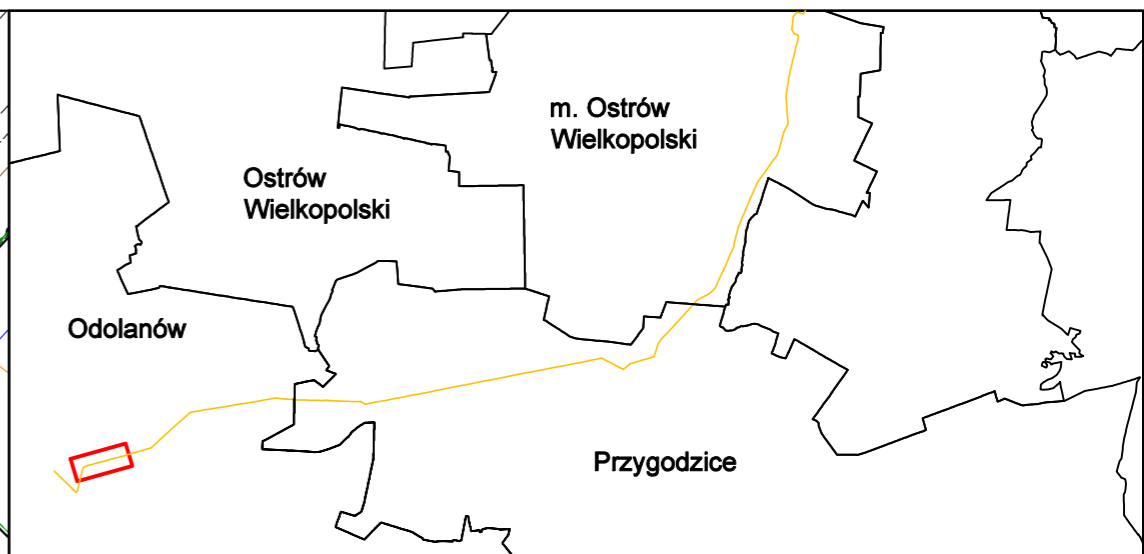 m. Ostrów
Wielkopolski
Ostrów
Wielkopolski
Odolanów
Przygodzice